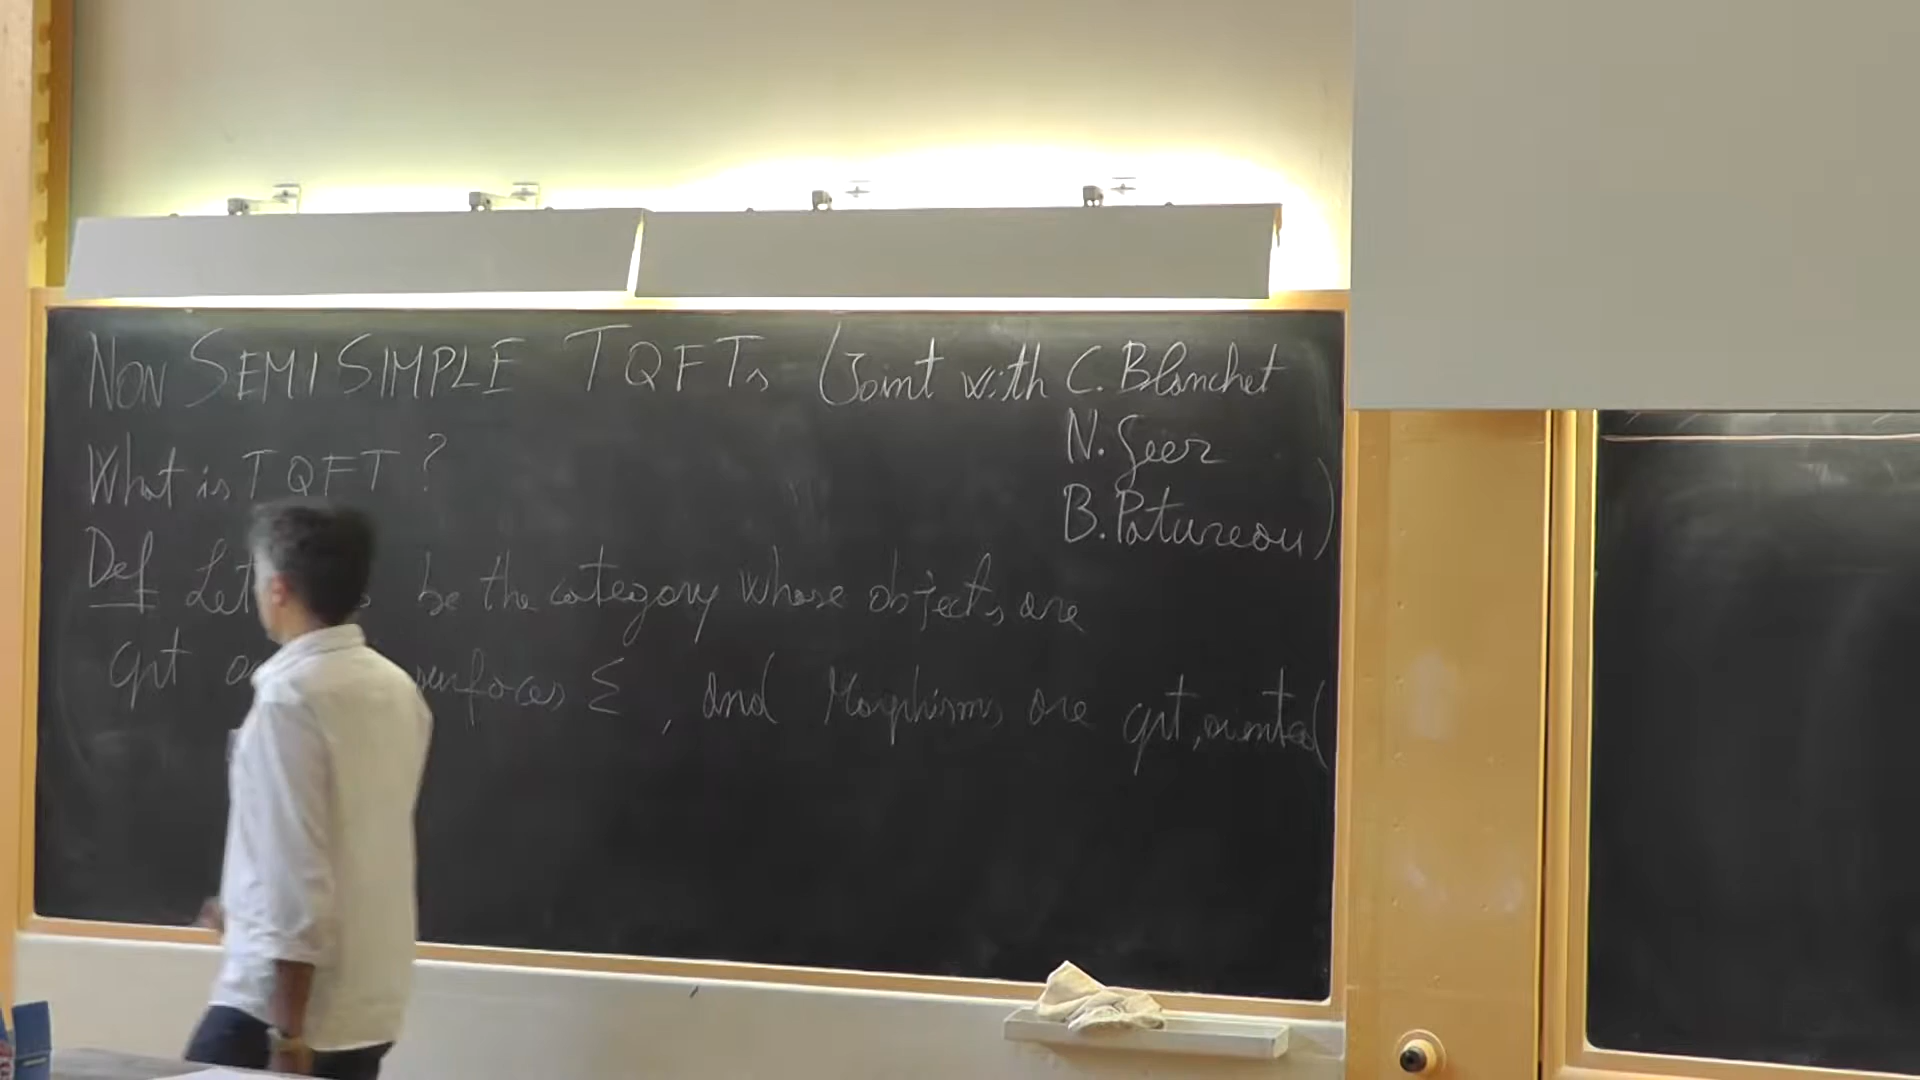 NON SEMI SIMPLE TQFTs (Joint with C. Blanchet
N. Geer
B. Patureau)
What is TQFT?
Def Let be the category whose objects are
cpt surfaces Σ, and Morphisms are cpt, oriented